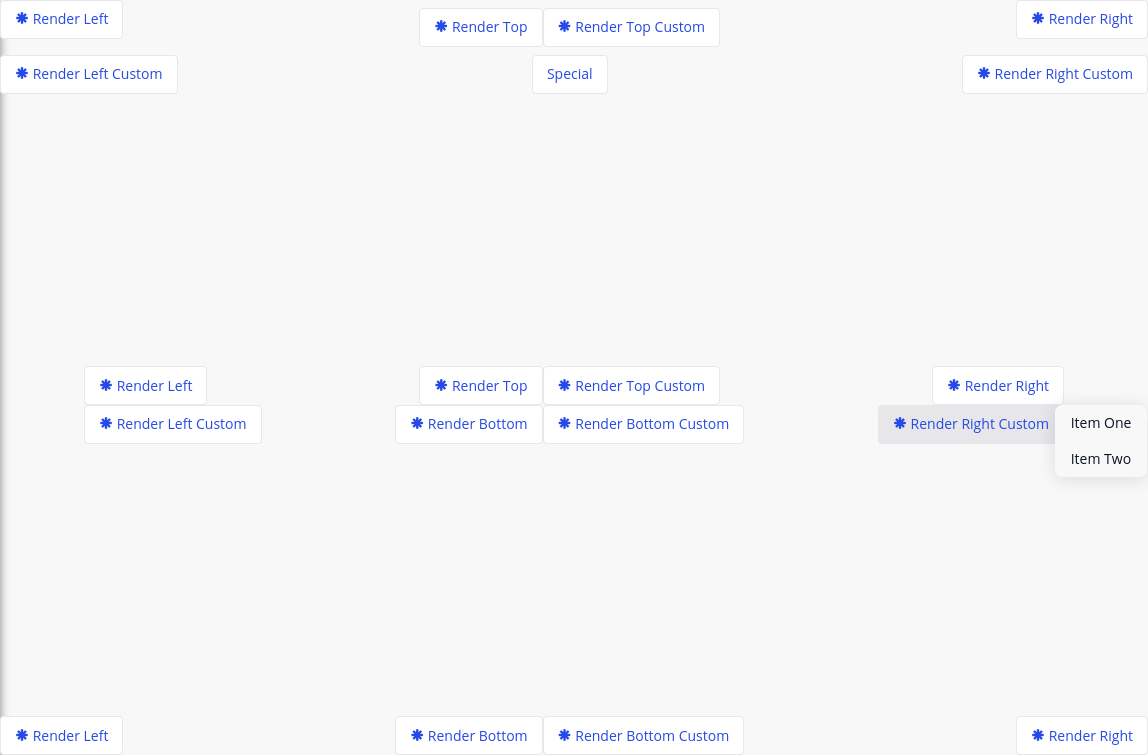 Render Left
Render Top
Render Top Custom
Render Right
Render Left Custom
Special
Render Right Custom
Render Left
Render Top
Render Top Custom
Render Right
Render Left Custom
Render Bottom
Render Bottom Custom
Render Right Custom
Item One
Item Two
Render Left
Render Bottom
Render Bottom Custom
Render Right